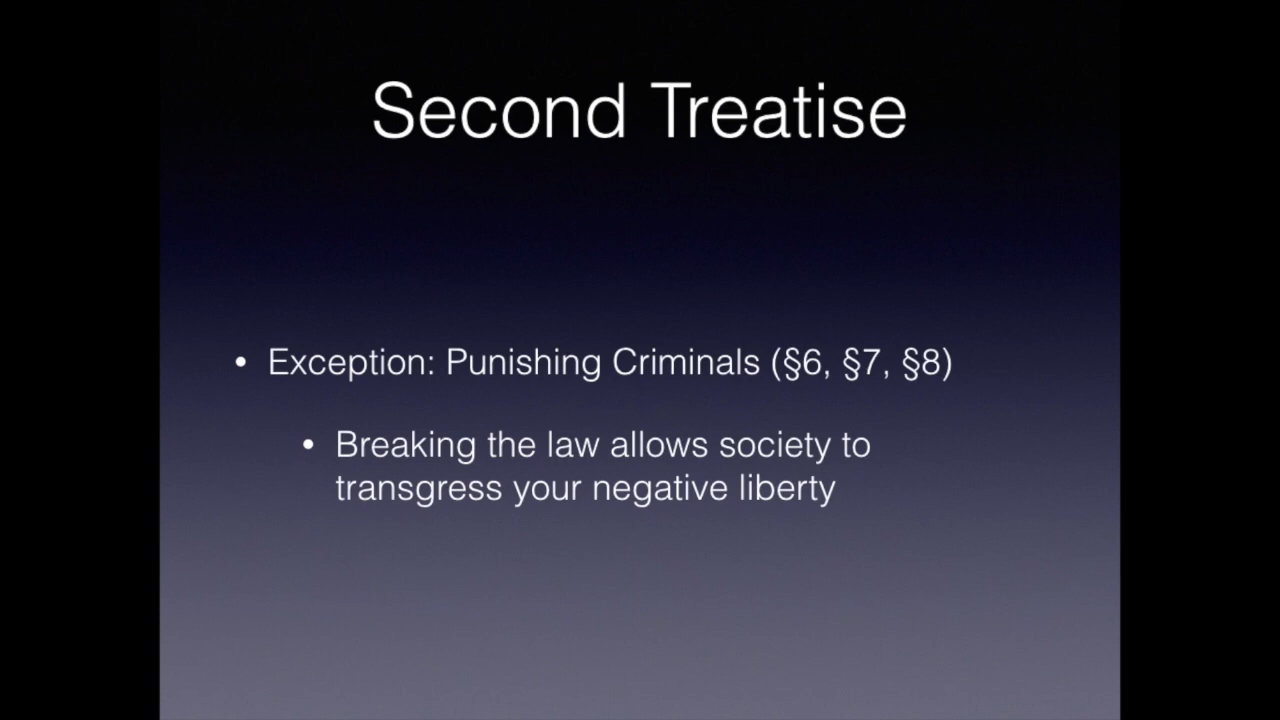 Second Treatise
• Exception: Punishing Criminals (§6, §7, §8)
• Breaking the law allows society to
transgress your negative liberty